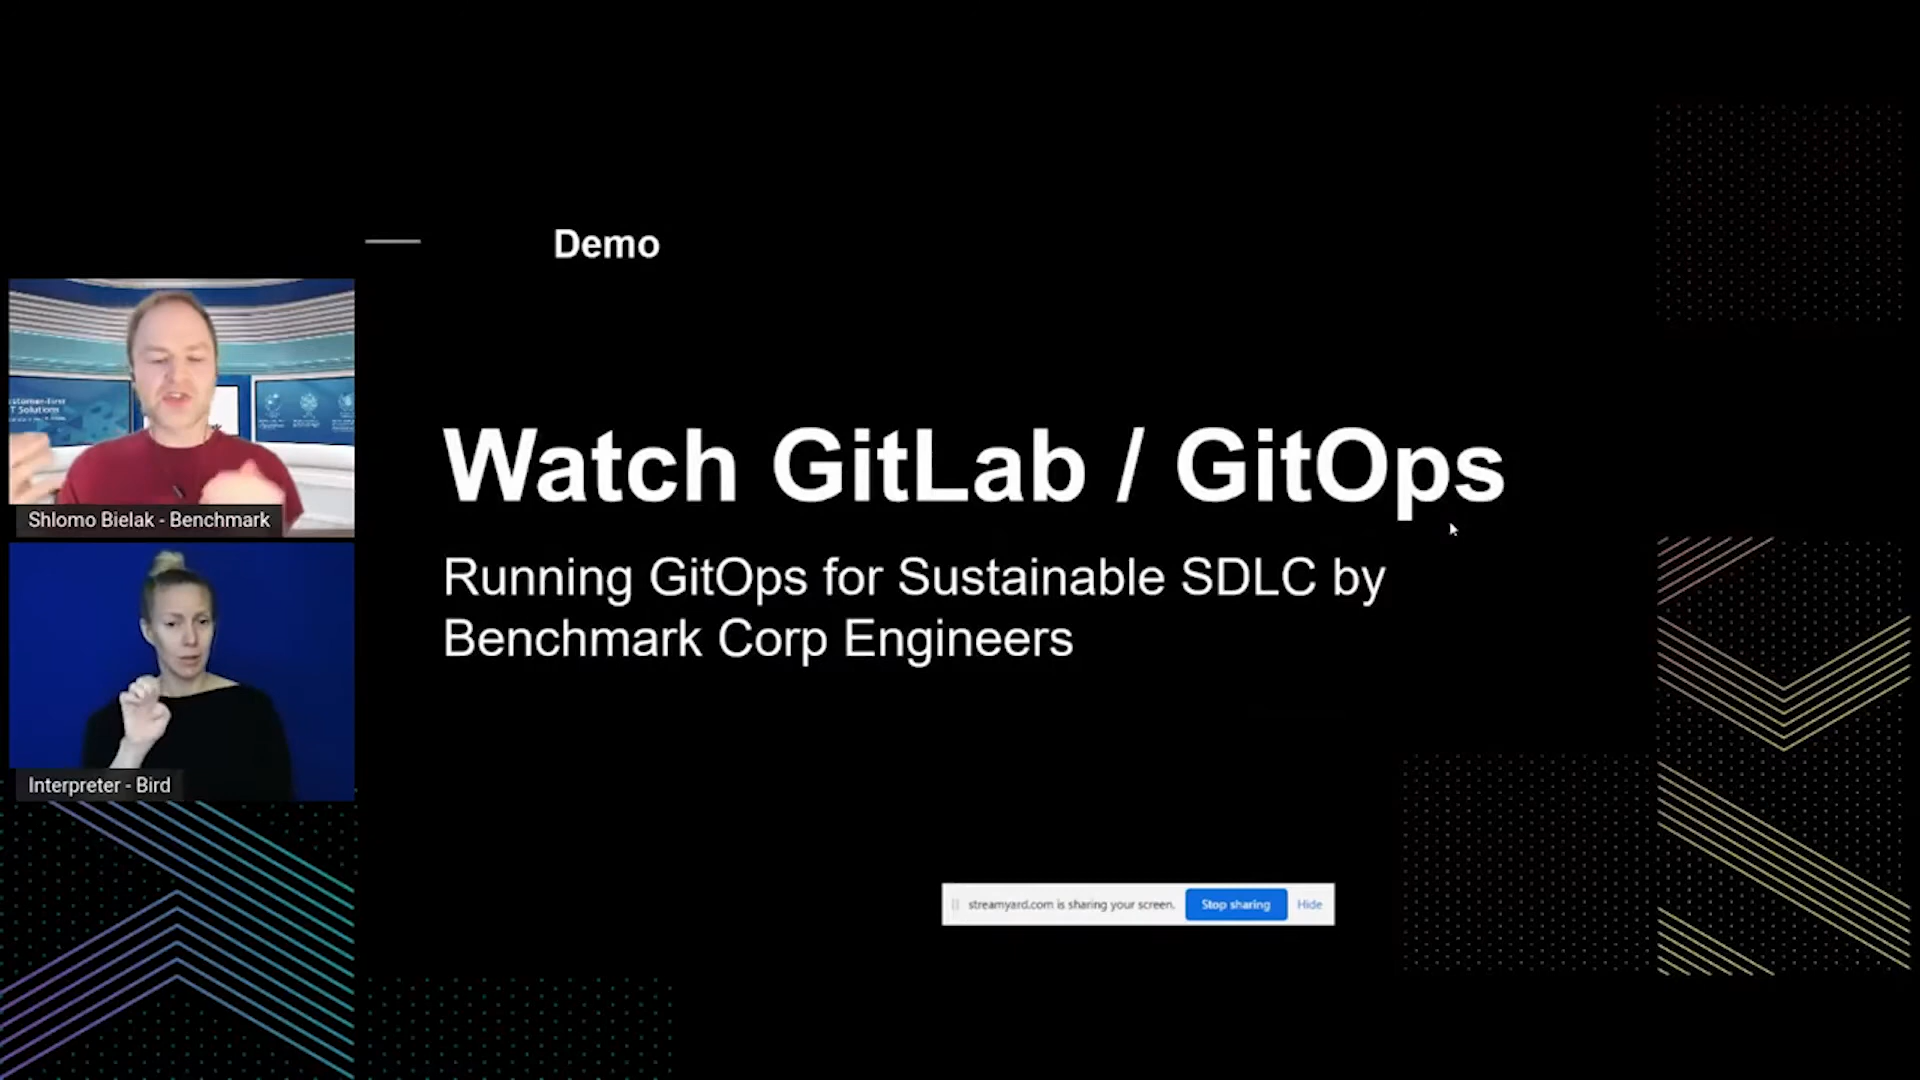 Demo
Watch GitLab / GitOps
Running GitOps for Sustainable SDLC by
Benchmark Corp Engineers
T Solutions
Shlomo Bielak - Benchmark
Interpreter - Bird
streamyard.com is sharing your screen.
Stop sharing
Hide